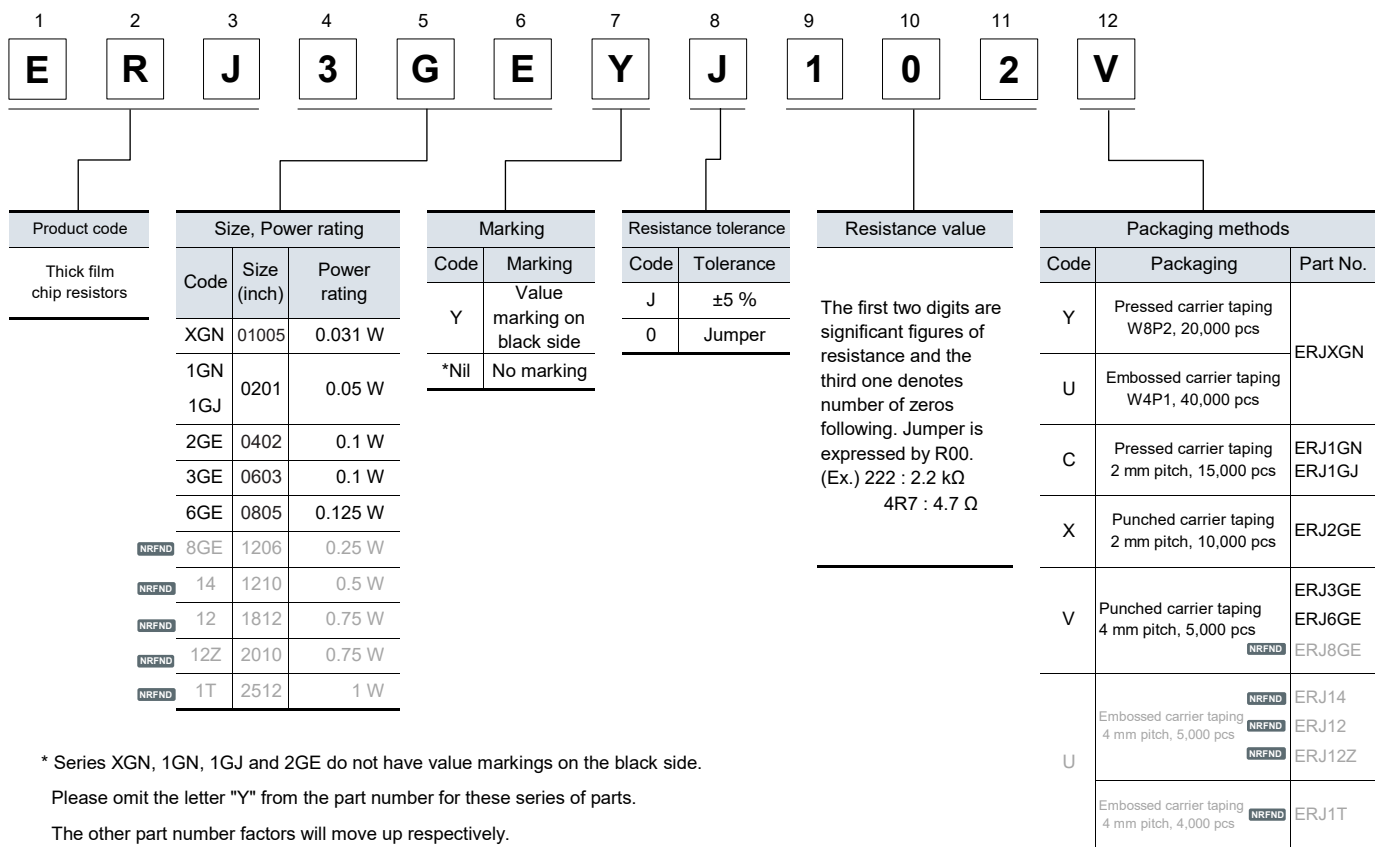 1 2 3 4 5 6 7 8 9 10 11 12
E R J 3 G E Y J 1 0 2 V
Product code
Thick film
chip resistors
Size, Power rating
Code Size (inch) Power rating
XGN 01005 0.031 W
1GN
1GJ
0201 0.05 W
2GE 0402 0.1 W
3GE 0603 0.1 W
6GE 0805 0.125 W
NRFND 8GE 1206 0.25 W
NRFND 14 1210 0.5 W
NRFND 12 1812 0.75 W
NRFND 12Z 2010 0.75 W
NRFND 1T 2512 1 W
Marking
Code Marking
Y
Value
marking on
black side
*Nil No marking
Resistance tolerance
Code Tolerance
J ±5 %
0 Jumper
Resistance value
The first two digits are
significant figures of
resistance and the
third one denotes
number of zeros
following. Jumper is
expressed by R00.
(Ex.) 222 : 2.2 kΩ
4R7 : 4.7 Ω
Packaging methods
Code Packaging Part No.
Y
Pressed carrier taping
W8P2, 20,000 pcs
ERJXGN
U
Embossed carrier taping
W4P1, 40,000 pcs
C
Pressed carrier taping
2 mm pitch, 15,000 pcs
ERJ1GN
ERJ1GJ
X
Punched carrier taping
2 mm pitch, 10,000 pcs
ERJ2GE
V
Punched carrier taping
4 mm pitch, 5,000 pcs
ERJ3GE
ERJ6GE
NRFND ERJ8GE
U
Embossed carrier taping
4 mm pitch, 5,000 pcs
NRFND ERJ14
NRFND ERJ12
NRFND ERJ12Z
Embossed carrier taping
4 mm pitch, 4,000 pcs
NRFND ERJ1T
* Series XGN, 1GN, 1GJ and 2GE do not have value markings on the black side.
Please omit the letter "Y" from the part number for these series of parts.
The other part number factors will move up respectively.